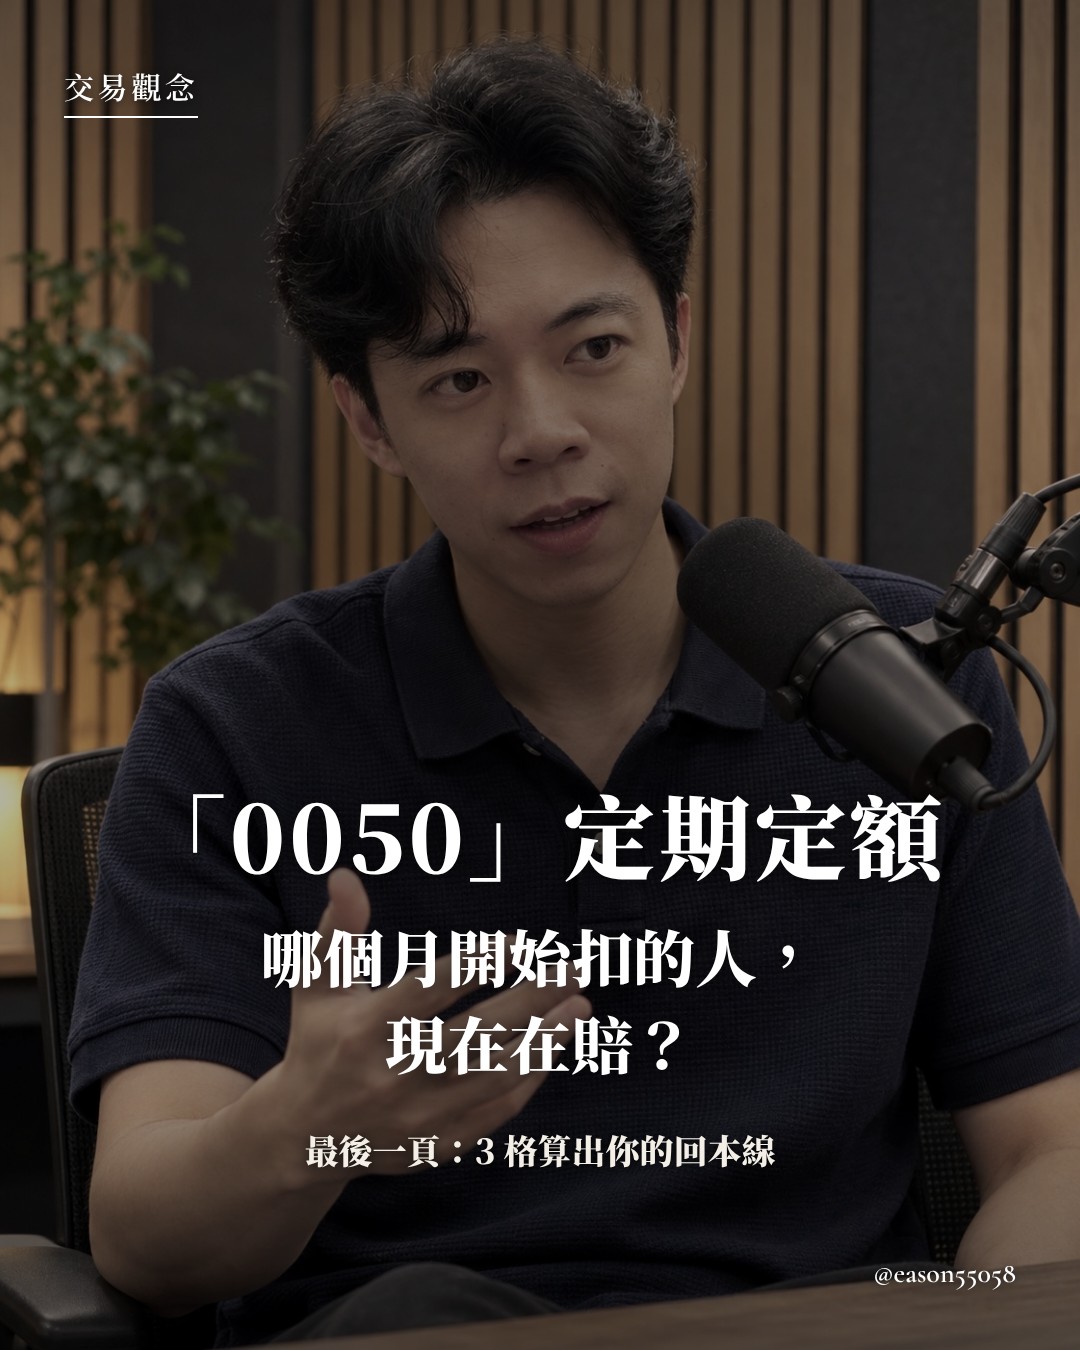 交易觀念
「0050」定期定額
哪個月開始扣的人，
現在在賠？
最後一頁：3 格算出你的回本線
@eason55058